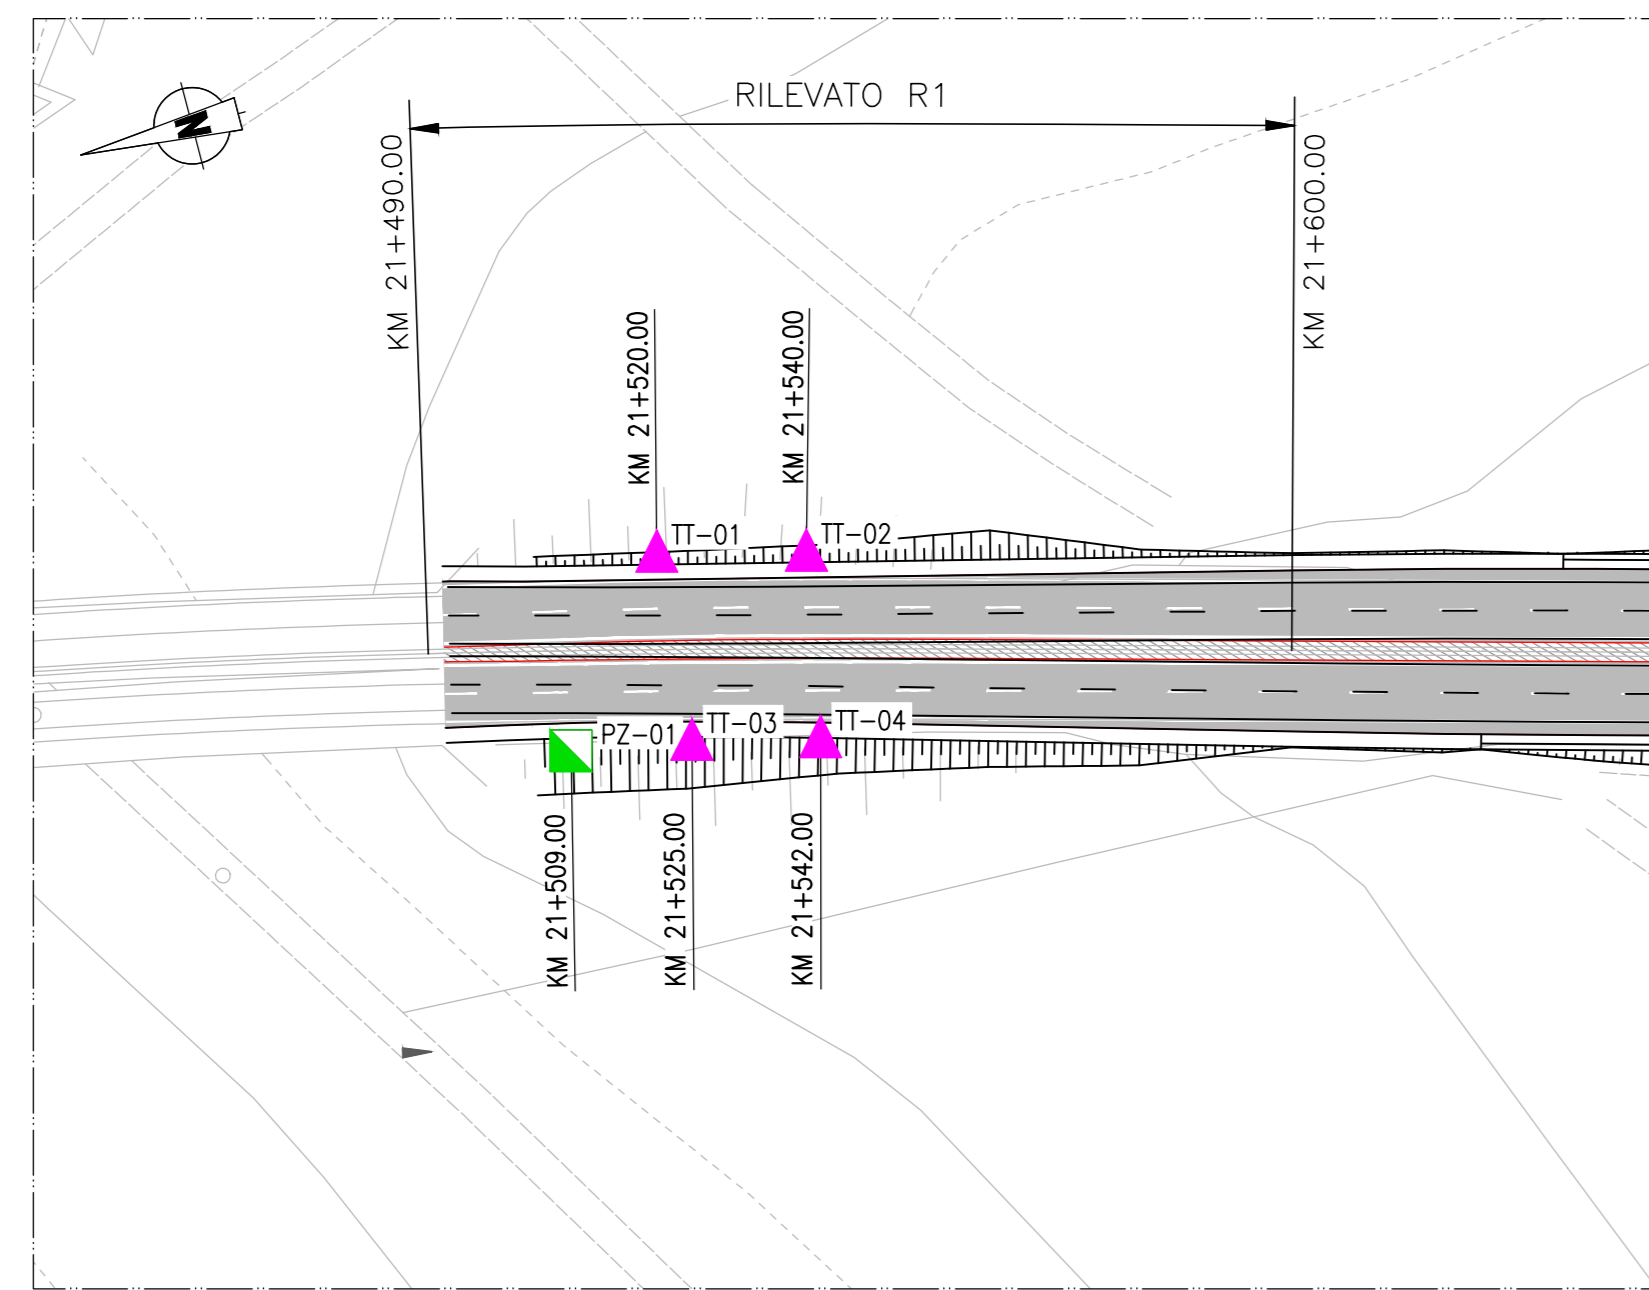 RILEVATO R1
N
KM 21+490.00
KM 21+600.00
KM 21+520.00
KM 21+540.00
TT-01
TT-02
PZ-01
TT-03
TT-04
KM 21+509.00
KM 21+525.00
KM 21+542.00